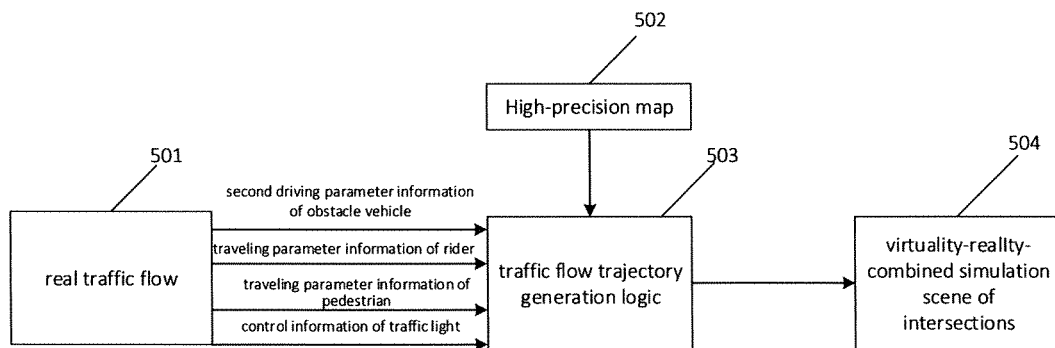 502
High-precision map
501
503
504
second driving parameter information
of obstacle vehicle
traveling parameter information of rider
traveling parameter information of
pedestrian
control information of traffic light
real traffic flow
traffic flow trajectory
generation logic
virtuality-reality-
combined simulation
scene of
intersections